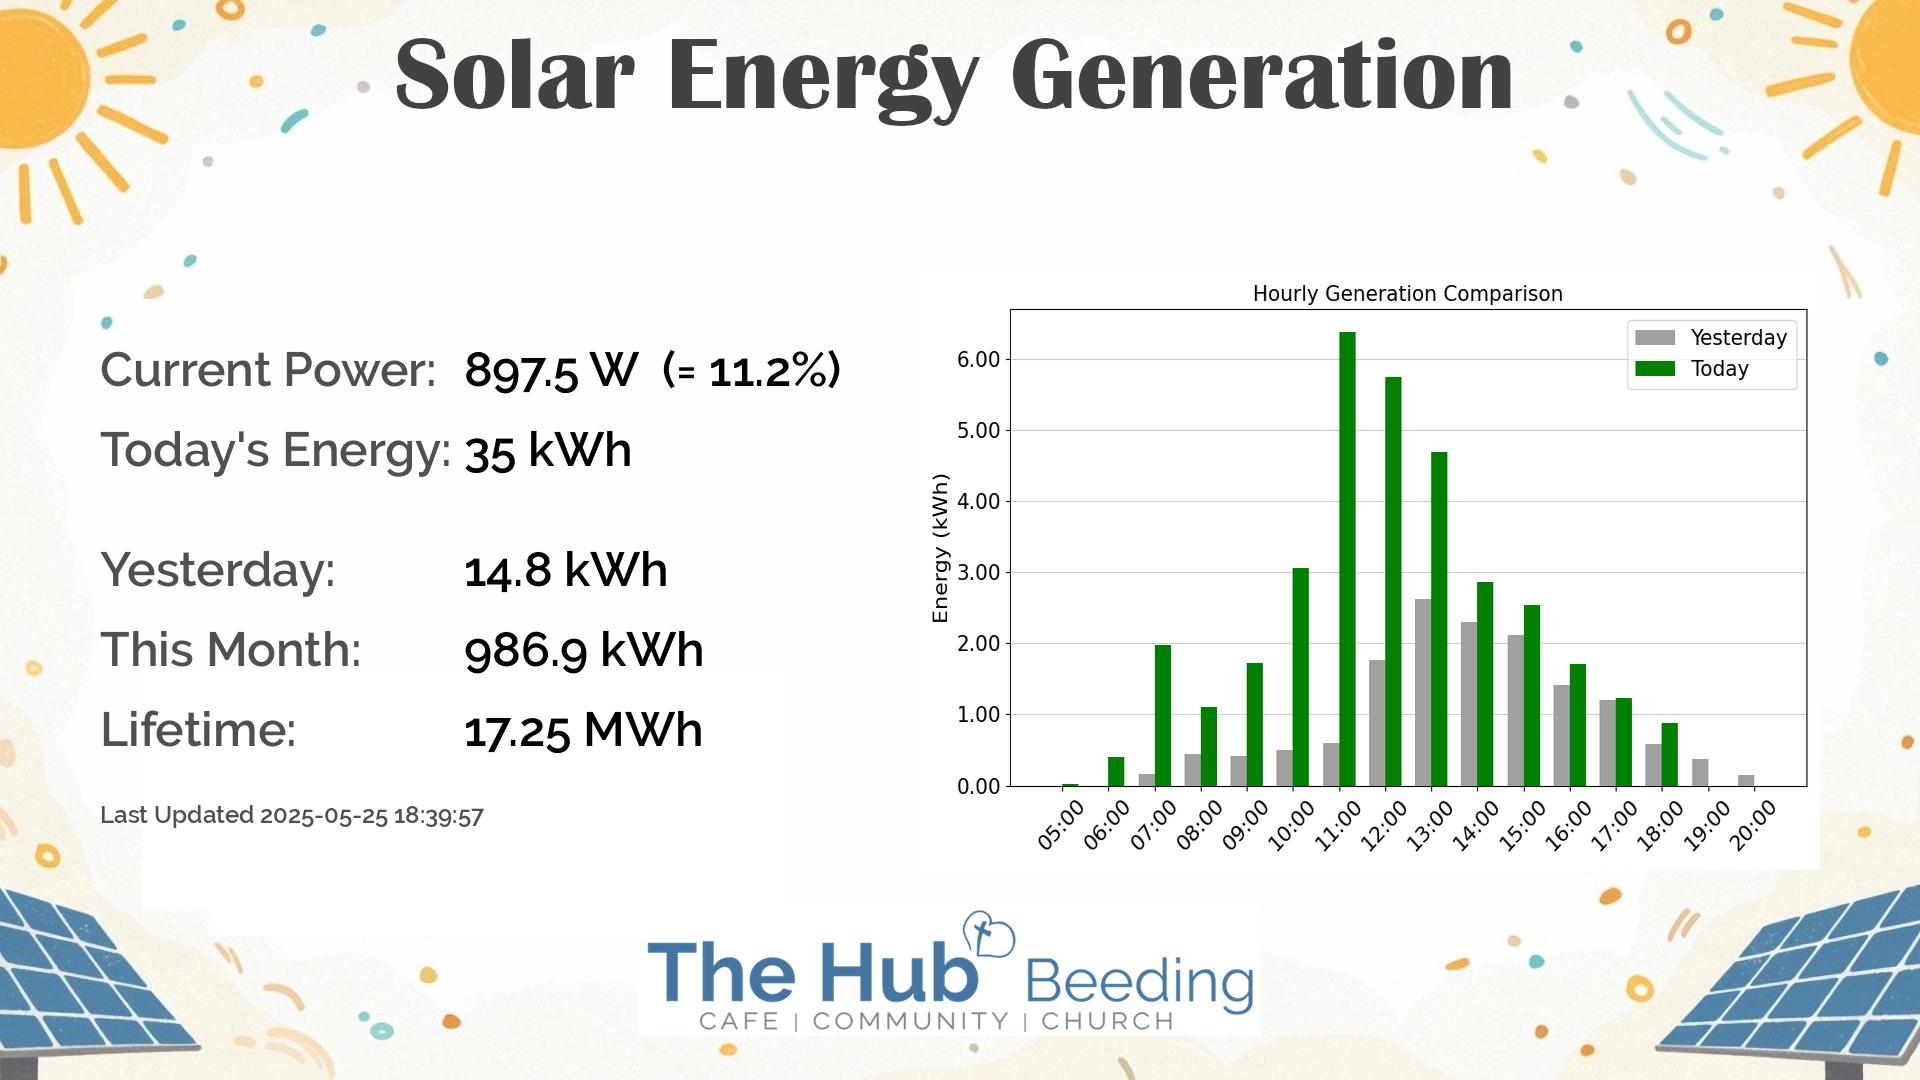 Solar Energy Generation
Current Power: 897.5 W (= 11.2%)
Today's Energy: 35 kWh
Yesterday: 14.8 kWh
This Month: 986.9 kWh
Lifetime: 17.25 MWh
Last Updated 2025-05-25 18:39:57
Hourly Generation Comparison
Yesterday
Today
Energy (kWh)
6.00
5.00
4.00
3.00
2.00
1.00
0.00
05:00 06:00 07:00 08:00 09:00 10:00 11:00 12:00 13:00 14:00 15:00 16:00 17:00 18:00 19:00 20:00
The Hub Beeding
CAFE | COMMUNITY | CHURCH